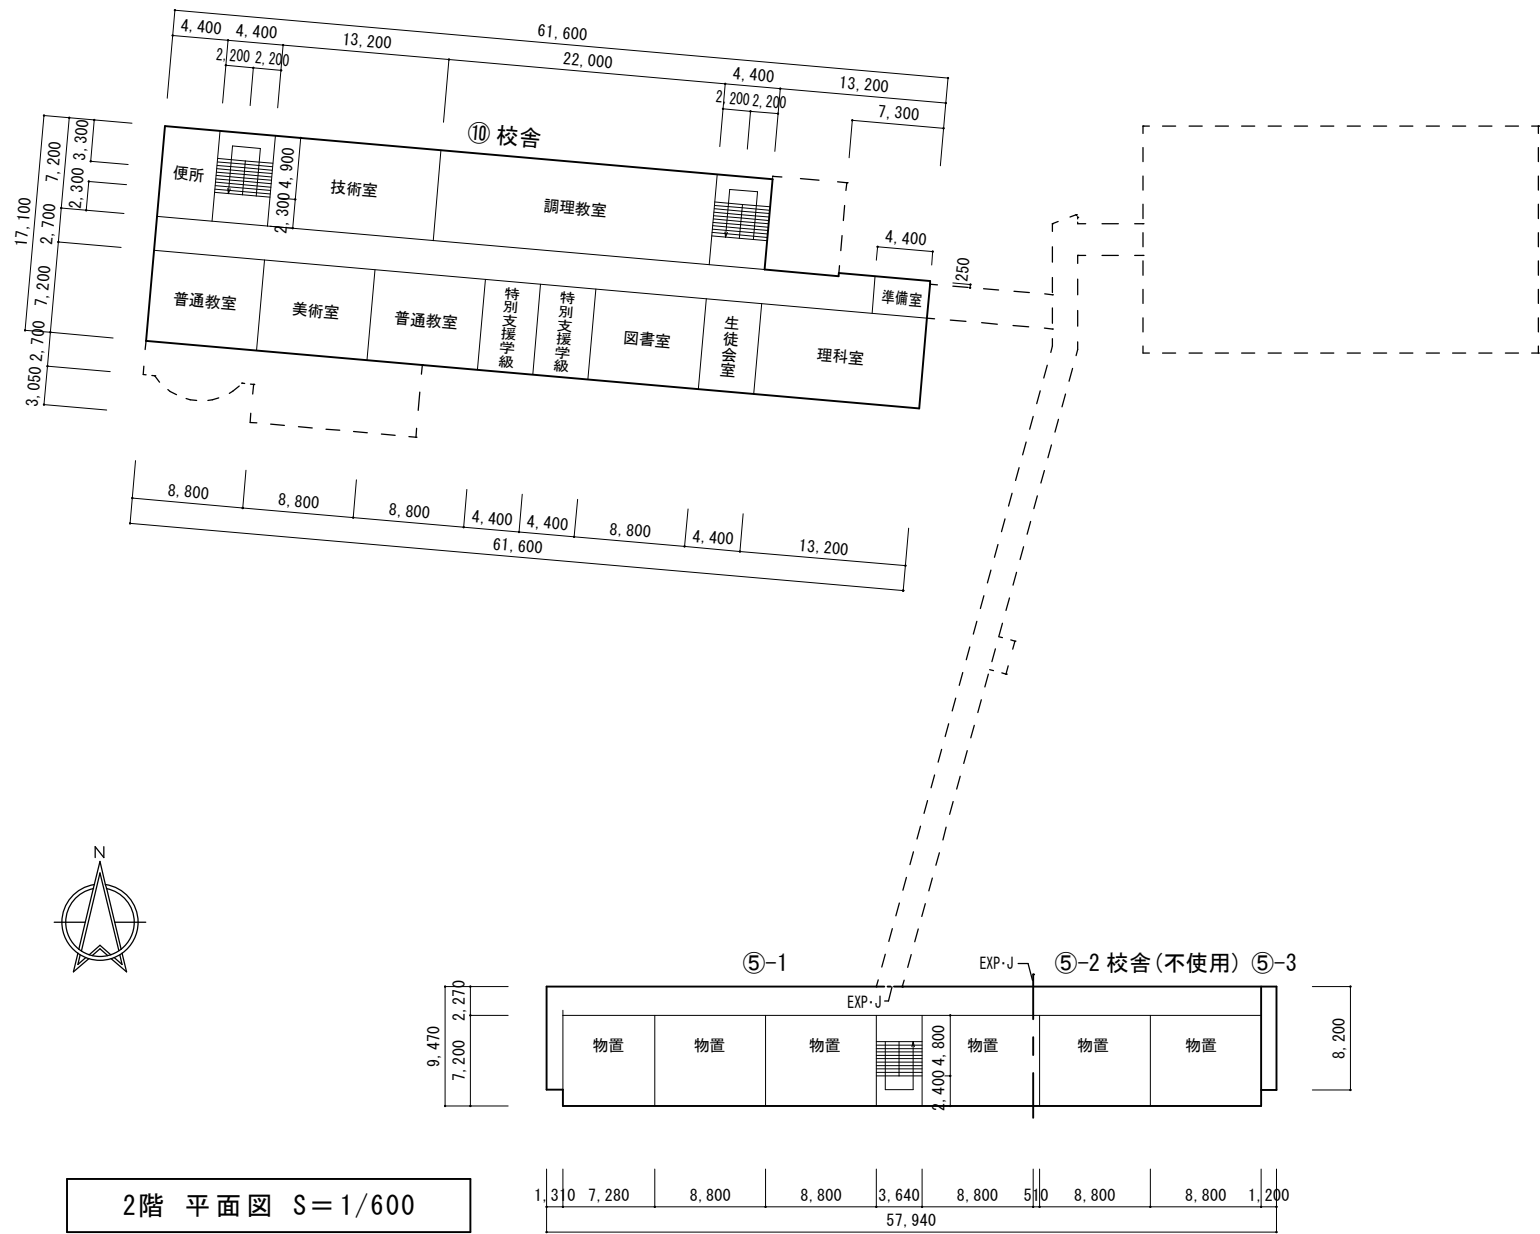 61,600
4,400 4,400 13,200 22,000 4,400 13,200
2,200 2,200 2,200 2,200 7,300
⑩ 校舎
17,100
7,200 2,700 7,200 2,700 3,050
3,300 2,300
便所
4,900
2,300
技術室
調理教室
4,400
250
準備室
普通教室
美術室
普通教室
特別支援学級
特別支援学級
図書室
生徒会室
理科室
8,800 8,800 8,800 4,400 4,400 8,800 4,400 13,200
61,600
N
⑤-1
EXP・J
⑤-2 校舎(不使用) ⑤-3
EXP・J
9,470
2,270
7,200
物置 物置 物置 物置 物置 物置
4,800
2,400
8,200
1,310 7,280 8,800 8,800 3,640 8,800 510 8,800 8,800 1,200
57,940
2階 平面図 S=1/600